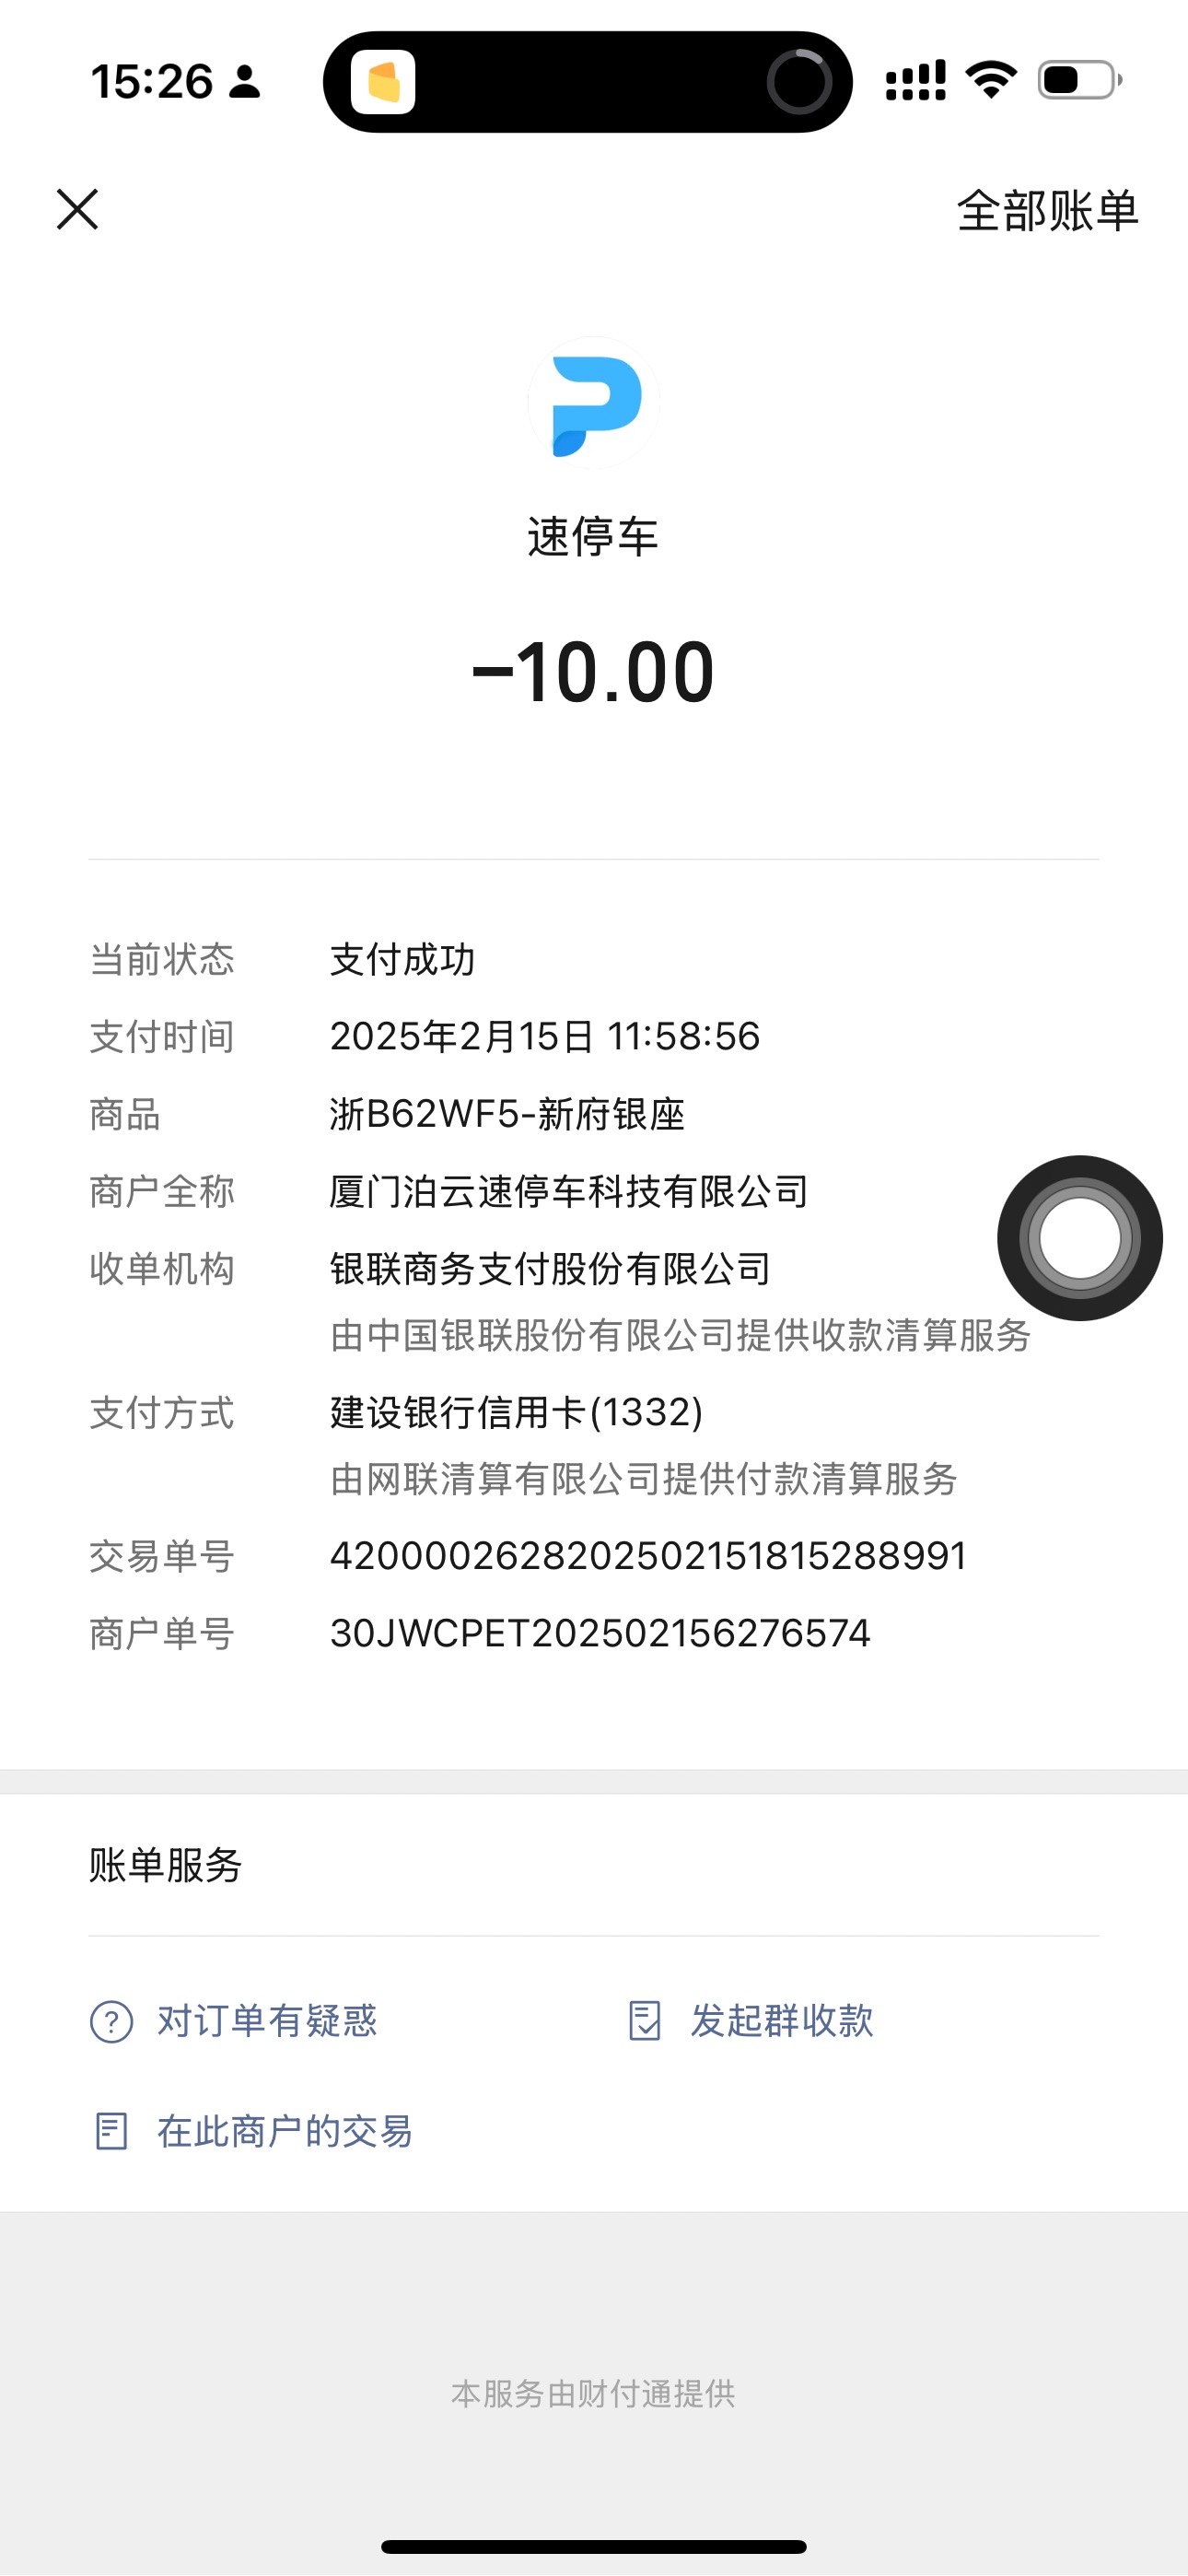 15:26
全部账单
速停车
-10.00
当前状态 支付成功
支付时间 2025年2月15日 11:58:56
商品 浙B62WF5-新府银座
商户全称 厦门泊云速停车科技有限公司
收单机构 银联商务支付股份有限公司
由中国银联股份有限公司提供收款清算服务
支付方式 建设银行信用卡(1332)
由网联清算有限公司提供付款清算服务
交易单号 4200002628202502151815288991
商户单号 30JWCPET202502156276574
账单服务
对订单有疑惑 发起群收款
在此商户的交易
本服务由财付通提供